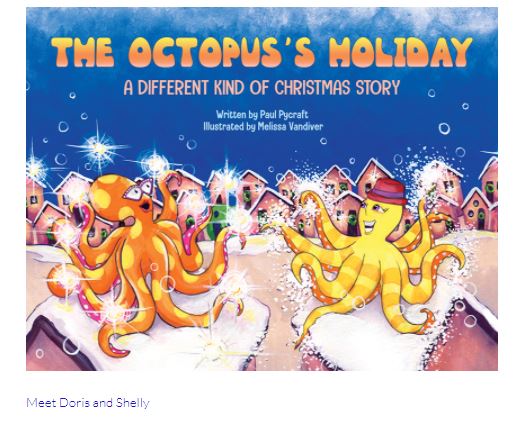 THE OCTOPUS'S HOLIDAY
A DIFFERENT KIND OF CHRISTMAS STORY
Written by Paul Pycraft
Illustrated by Melissa Vandiver
Meet Doris and Shelly